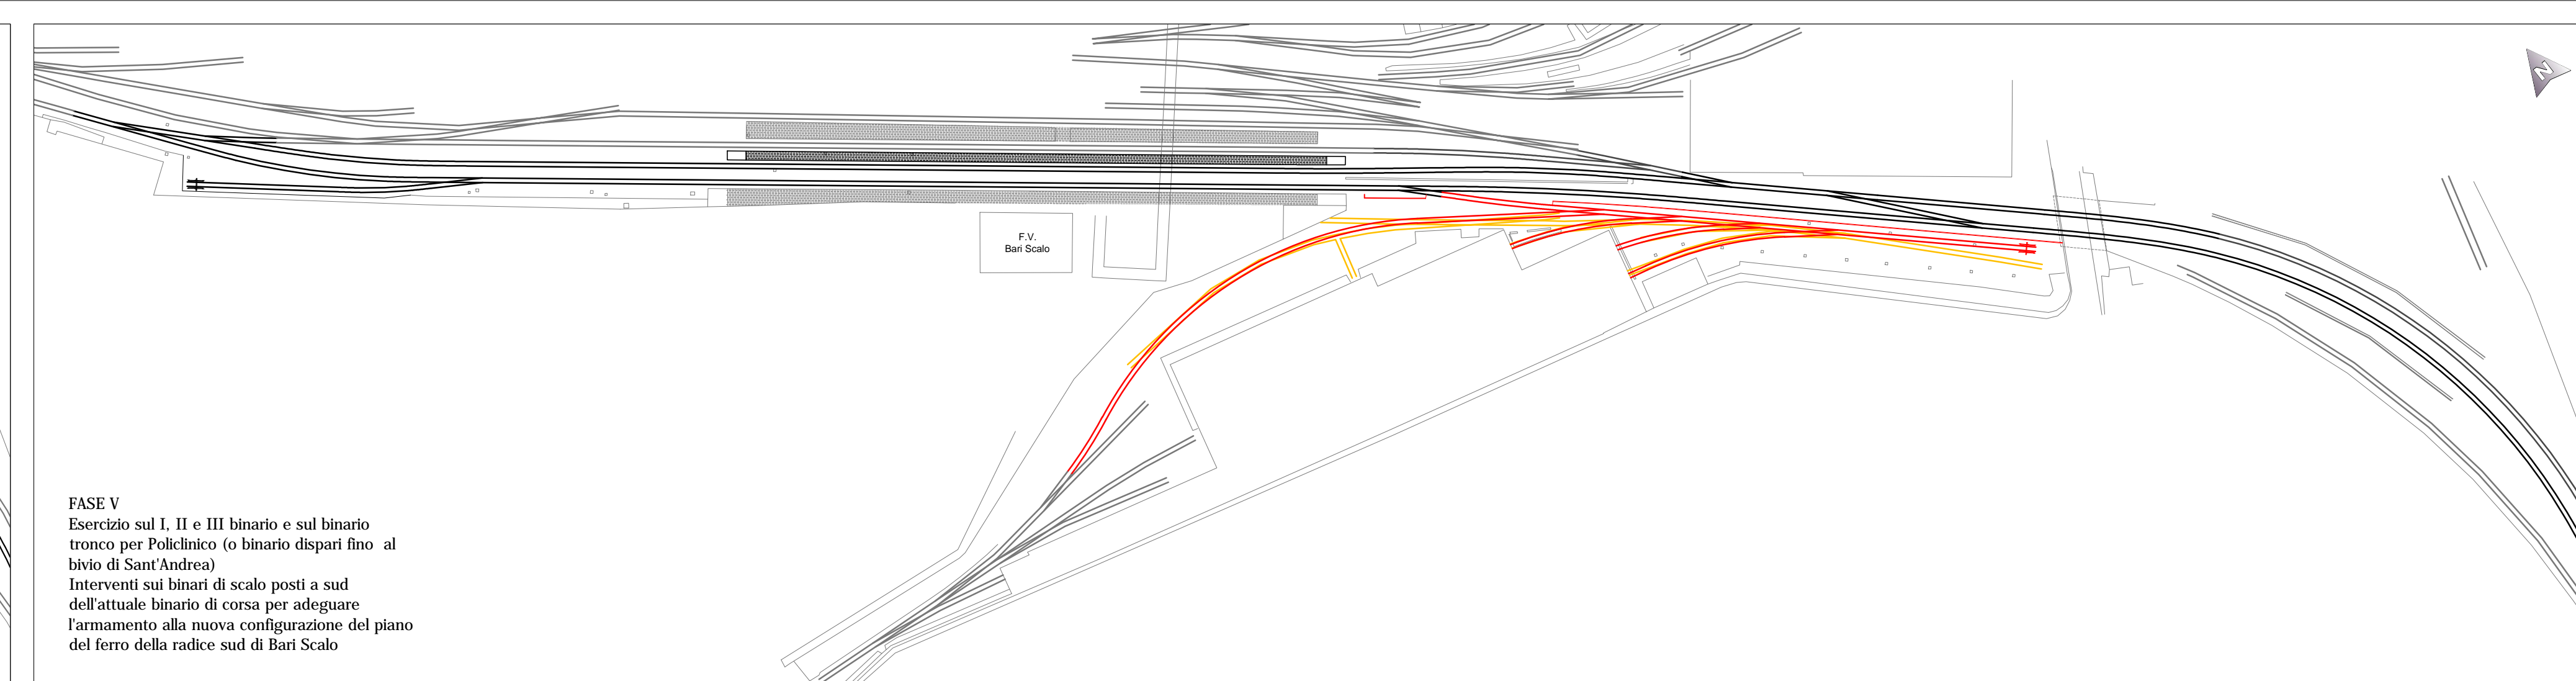 N
F.V.
Bari Scalo
FASE V
Esercizio sul I, II e III binario e sul binario
tronco per Policlinico (o binario dispari fino al
bivio di Sant'Andrea)
Interventi sui binari di scalo posti a sud
dell'attuale binario di corsa per adeguare
l'armamento alla nuova configurazione del piano
del ferro della radice sud di Bari Scalo